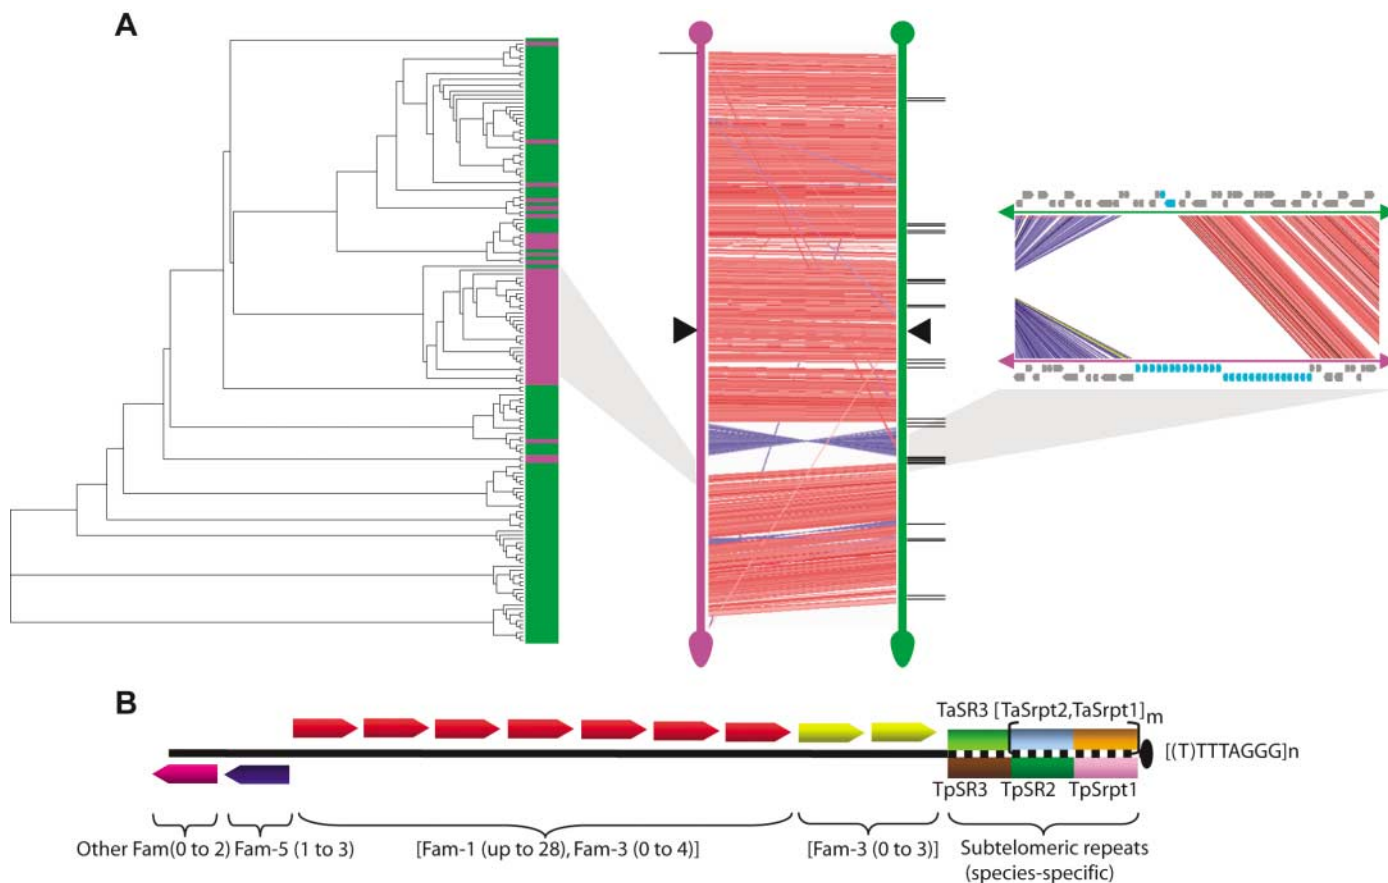 A
B
TaSR3 [TaSrpt2,TaSrpt1]m
[(T)TTTAGGG]n
TpSR3 TpSR2 TpSrpt1
Other Fam(0 to 2) Fam-5 (1 to 3) [Fam-1 (up to 28), Fam-3 (0 to 4)] [Fam-3 (0 to 3)] Subtelomeric repeats
(species-specific)